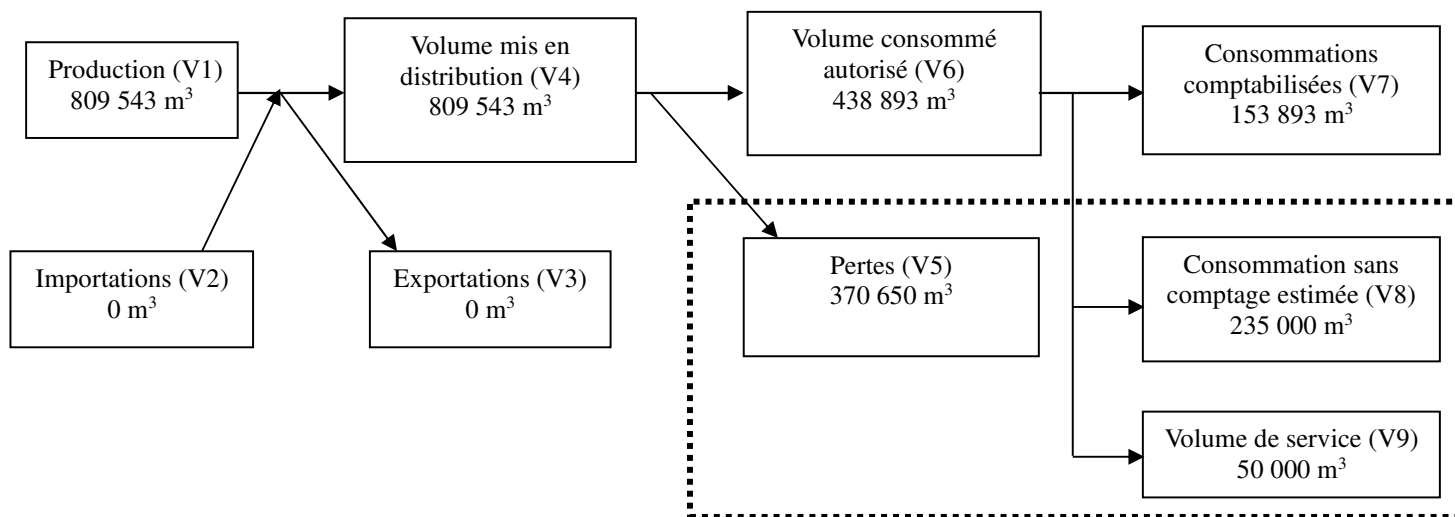 Production (V1)
809 543 m³
Volume mis en
distribution (V4)
809 543 m³
Volume consommé
autorisé (V6)
438 893 m³
Consommations
comptabilisées (V7)
153 893 m³
Importations (V2)
0 m³
Exportations (V3)
0 m³
Pertes (V5)
370 650 m³
Consommation sans
comptage estimée (V8)
235 000 m³
Volume de service (V9)
50 000 m³